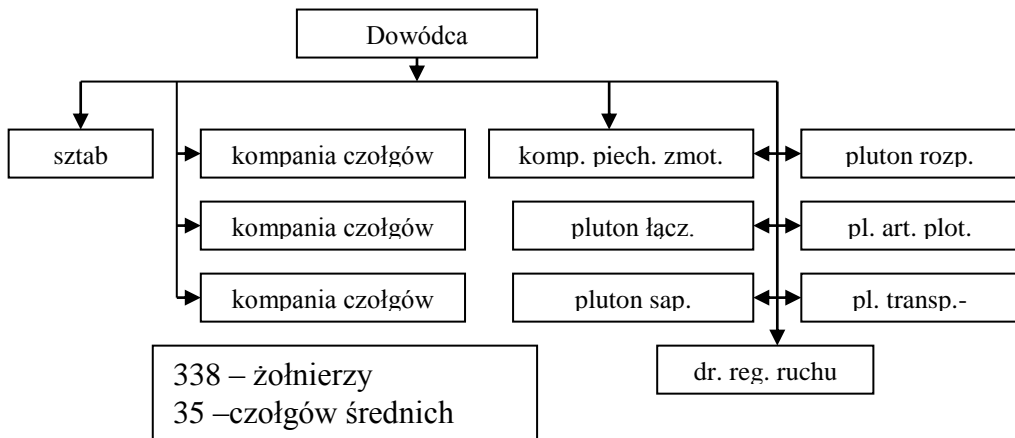 Dowódca
sztab
kompania czołgów
komp. piech. zmot.
pluton rozp.
kompania czołgów
pluton łącz.
pl. art. plot.
kompania czołgów
pluton sap.
pl. transp.-
338 – żołnierzy
35 –czołgów średnich
dr. reg. ruchu